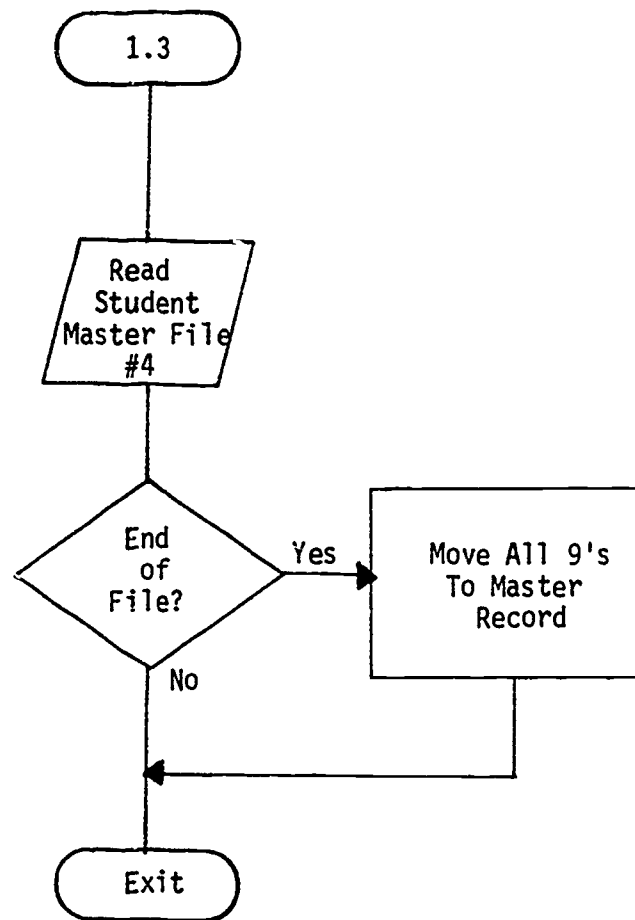 1.3
Read
Student
Master File
#4
End
of
File?
Yes
Move All 9's
To Master
Record
No
Exit